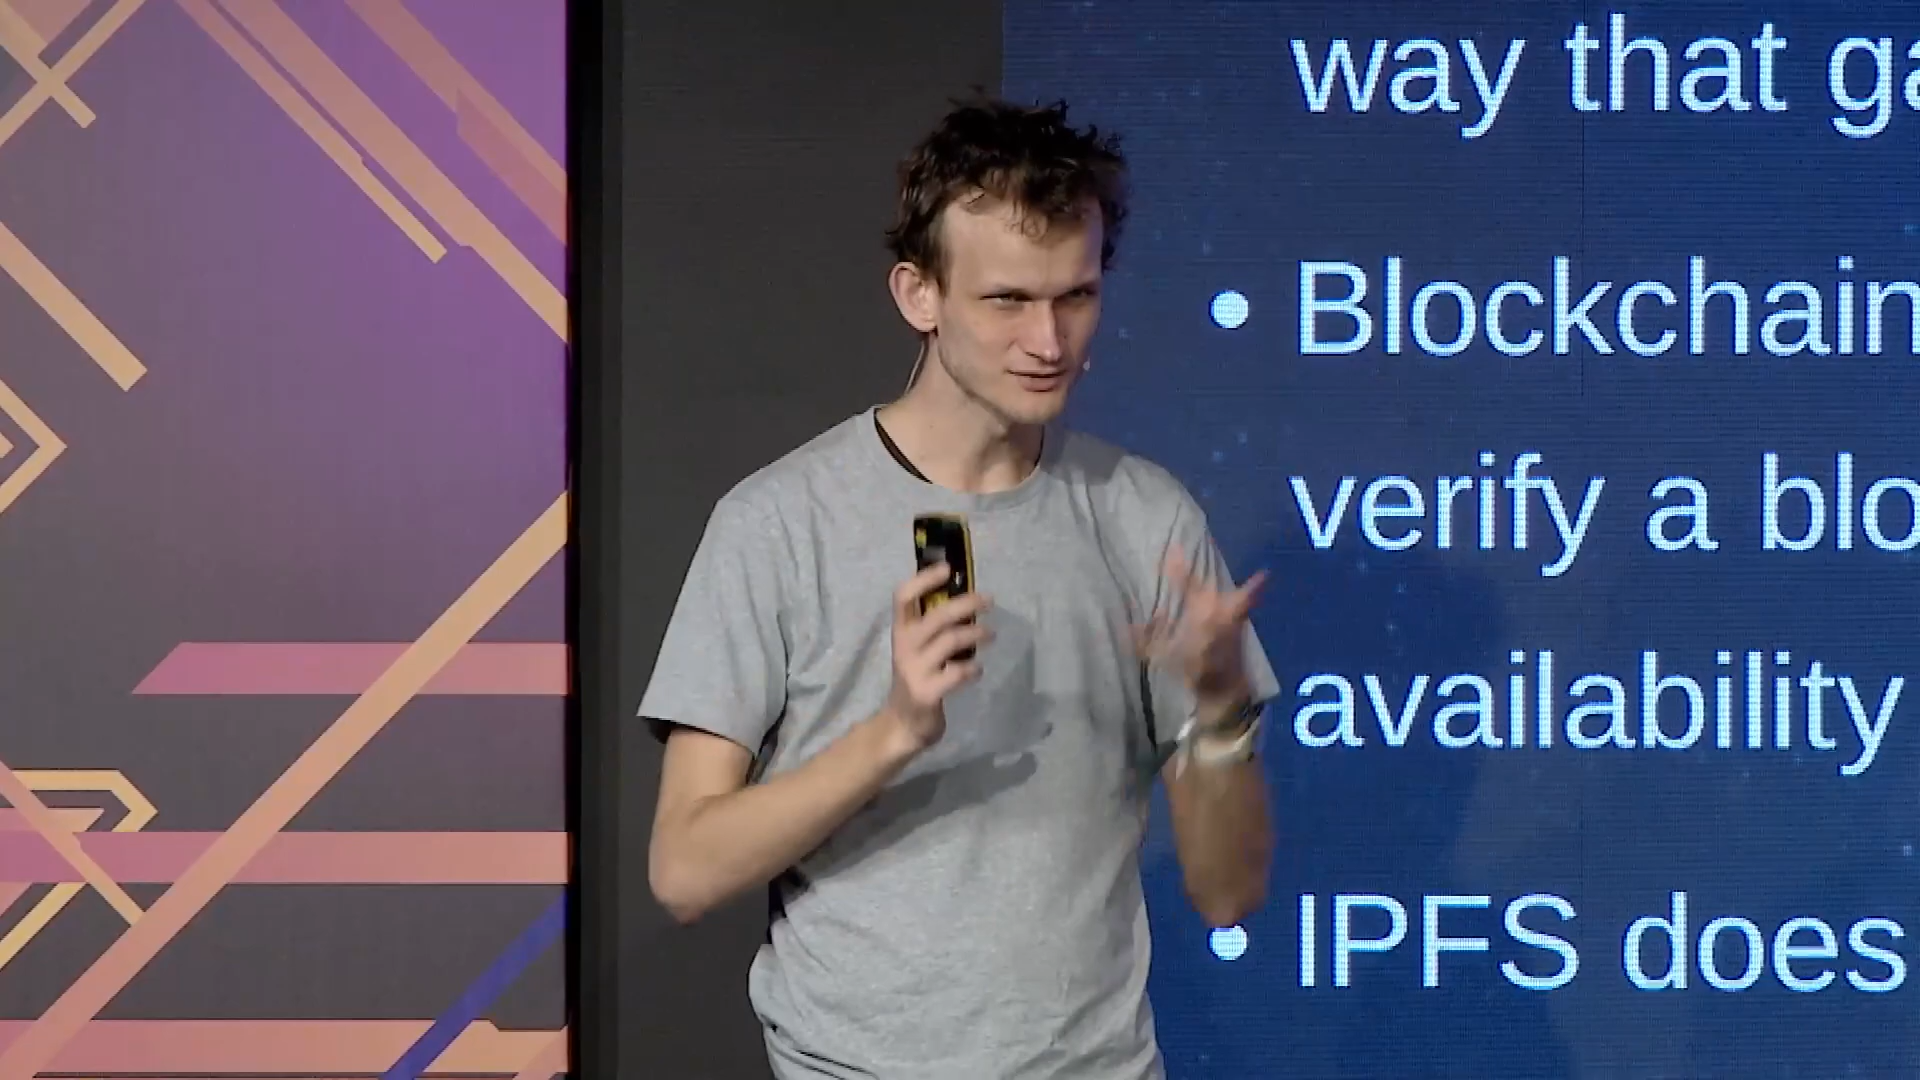 way that ga
• Blockchain
verify a blo
availability
• IPFS does